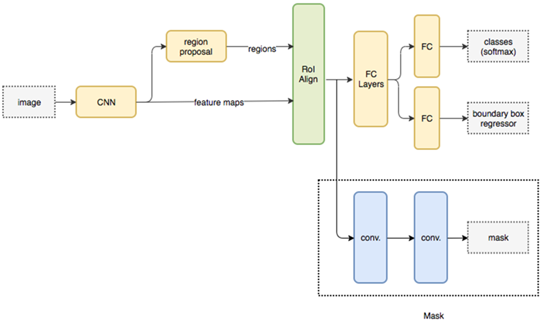 region
proposal
regions
image
CNN
feature maps
RoI
Align
FC
Layers
FC
classes
(softmax)
FC
boundary box
regressor
conv.
conv.
mask
Mask